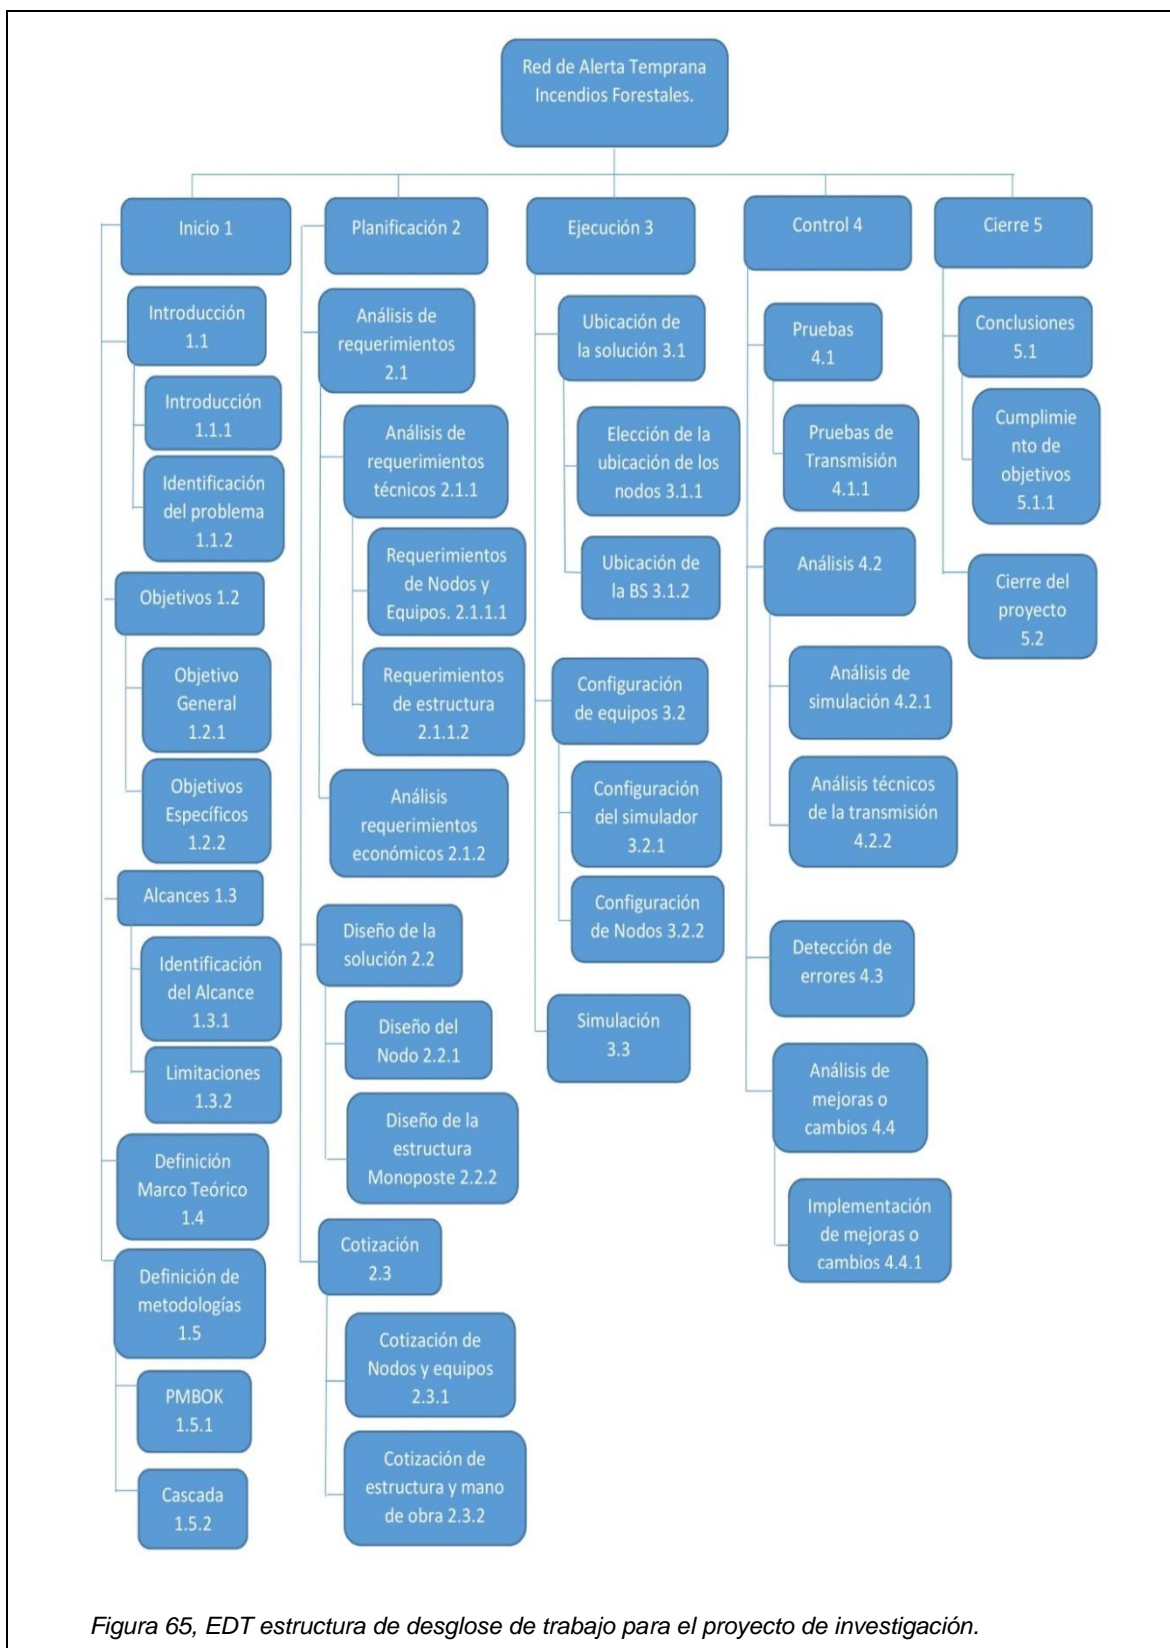 Red de Alerta Temprana
Incendios Forestales.
Inicio 1
Introducción
1.1
Introducción
1.1.1
Identificación
del problema
1.1.2
Objetivos 1.2
Objetivo
General
1.2.1
Objetivos
Específicos
1.2.2
Alcances 1.3
Identificación
del Alcance
1.3.1
Limitaciones
1.3.2
Definición
Marco Teórico
1.4
Definición de
metodologías
1.5
PMBOK
1.5.1
Cascada
1.5.2
Planificación 2
Análisis de
requerimientos
2.1
Análisis de
requerimientos
técnicos 2.1.1
Requerimientos
de Nodos y
Equipos. 2.1.1.1
Requerimientos
de estructura
2.1.1.2
Análisis
requerimientos
económicos 2.1.2
Diseño de la
solución 2.2
Diseño del
Nodo 2.2.1
Diseño de la
estructura
Monoposte 2.2.2
Cotización
2.3
Cotización de
Nodos y equipos
2.3.1
Cotización de
estructura y mano
de obra 2.3.2
Ejecución 3
Ubicación de
la solución 3.1
Elección de la
ubicación de los
nodos 3.1.1
Ubicación de
la BS 3.1.2
Configuración
de equipos 3.2
Configuración
del simulador
3.2.1
Configuración
de Nodos 3.2.2
Simulación
3.3
Control 4
Pruebas
4.1
Pruebas de
Transmisión
4.1.1
Análisis 4.2
Análisis de
simulación 4.2.1
Análisis técnicos
de la transmisión
4.2.2
Detección de
errores 4.3
Análisis de
mejoras o
cambios 4.4
Implementación
de mejoras o
cambios 4.4.1
Cierre 5
Conclusiones
5.1
Cumplimie
nto de
objetivos
5.1.1
Cierre del
proyecto
5.2
Figura 65, EDT estructura de desglose de trabajo para el proyecto de investigación.